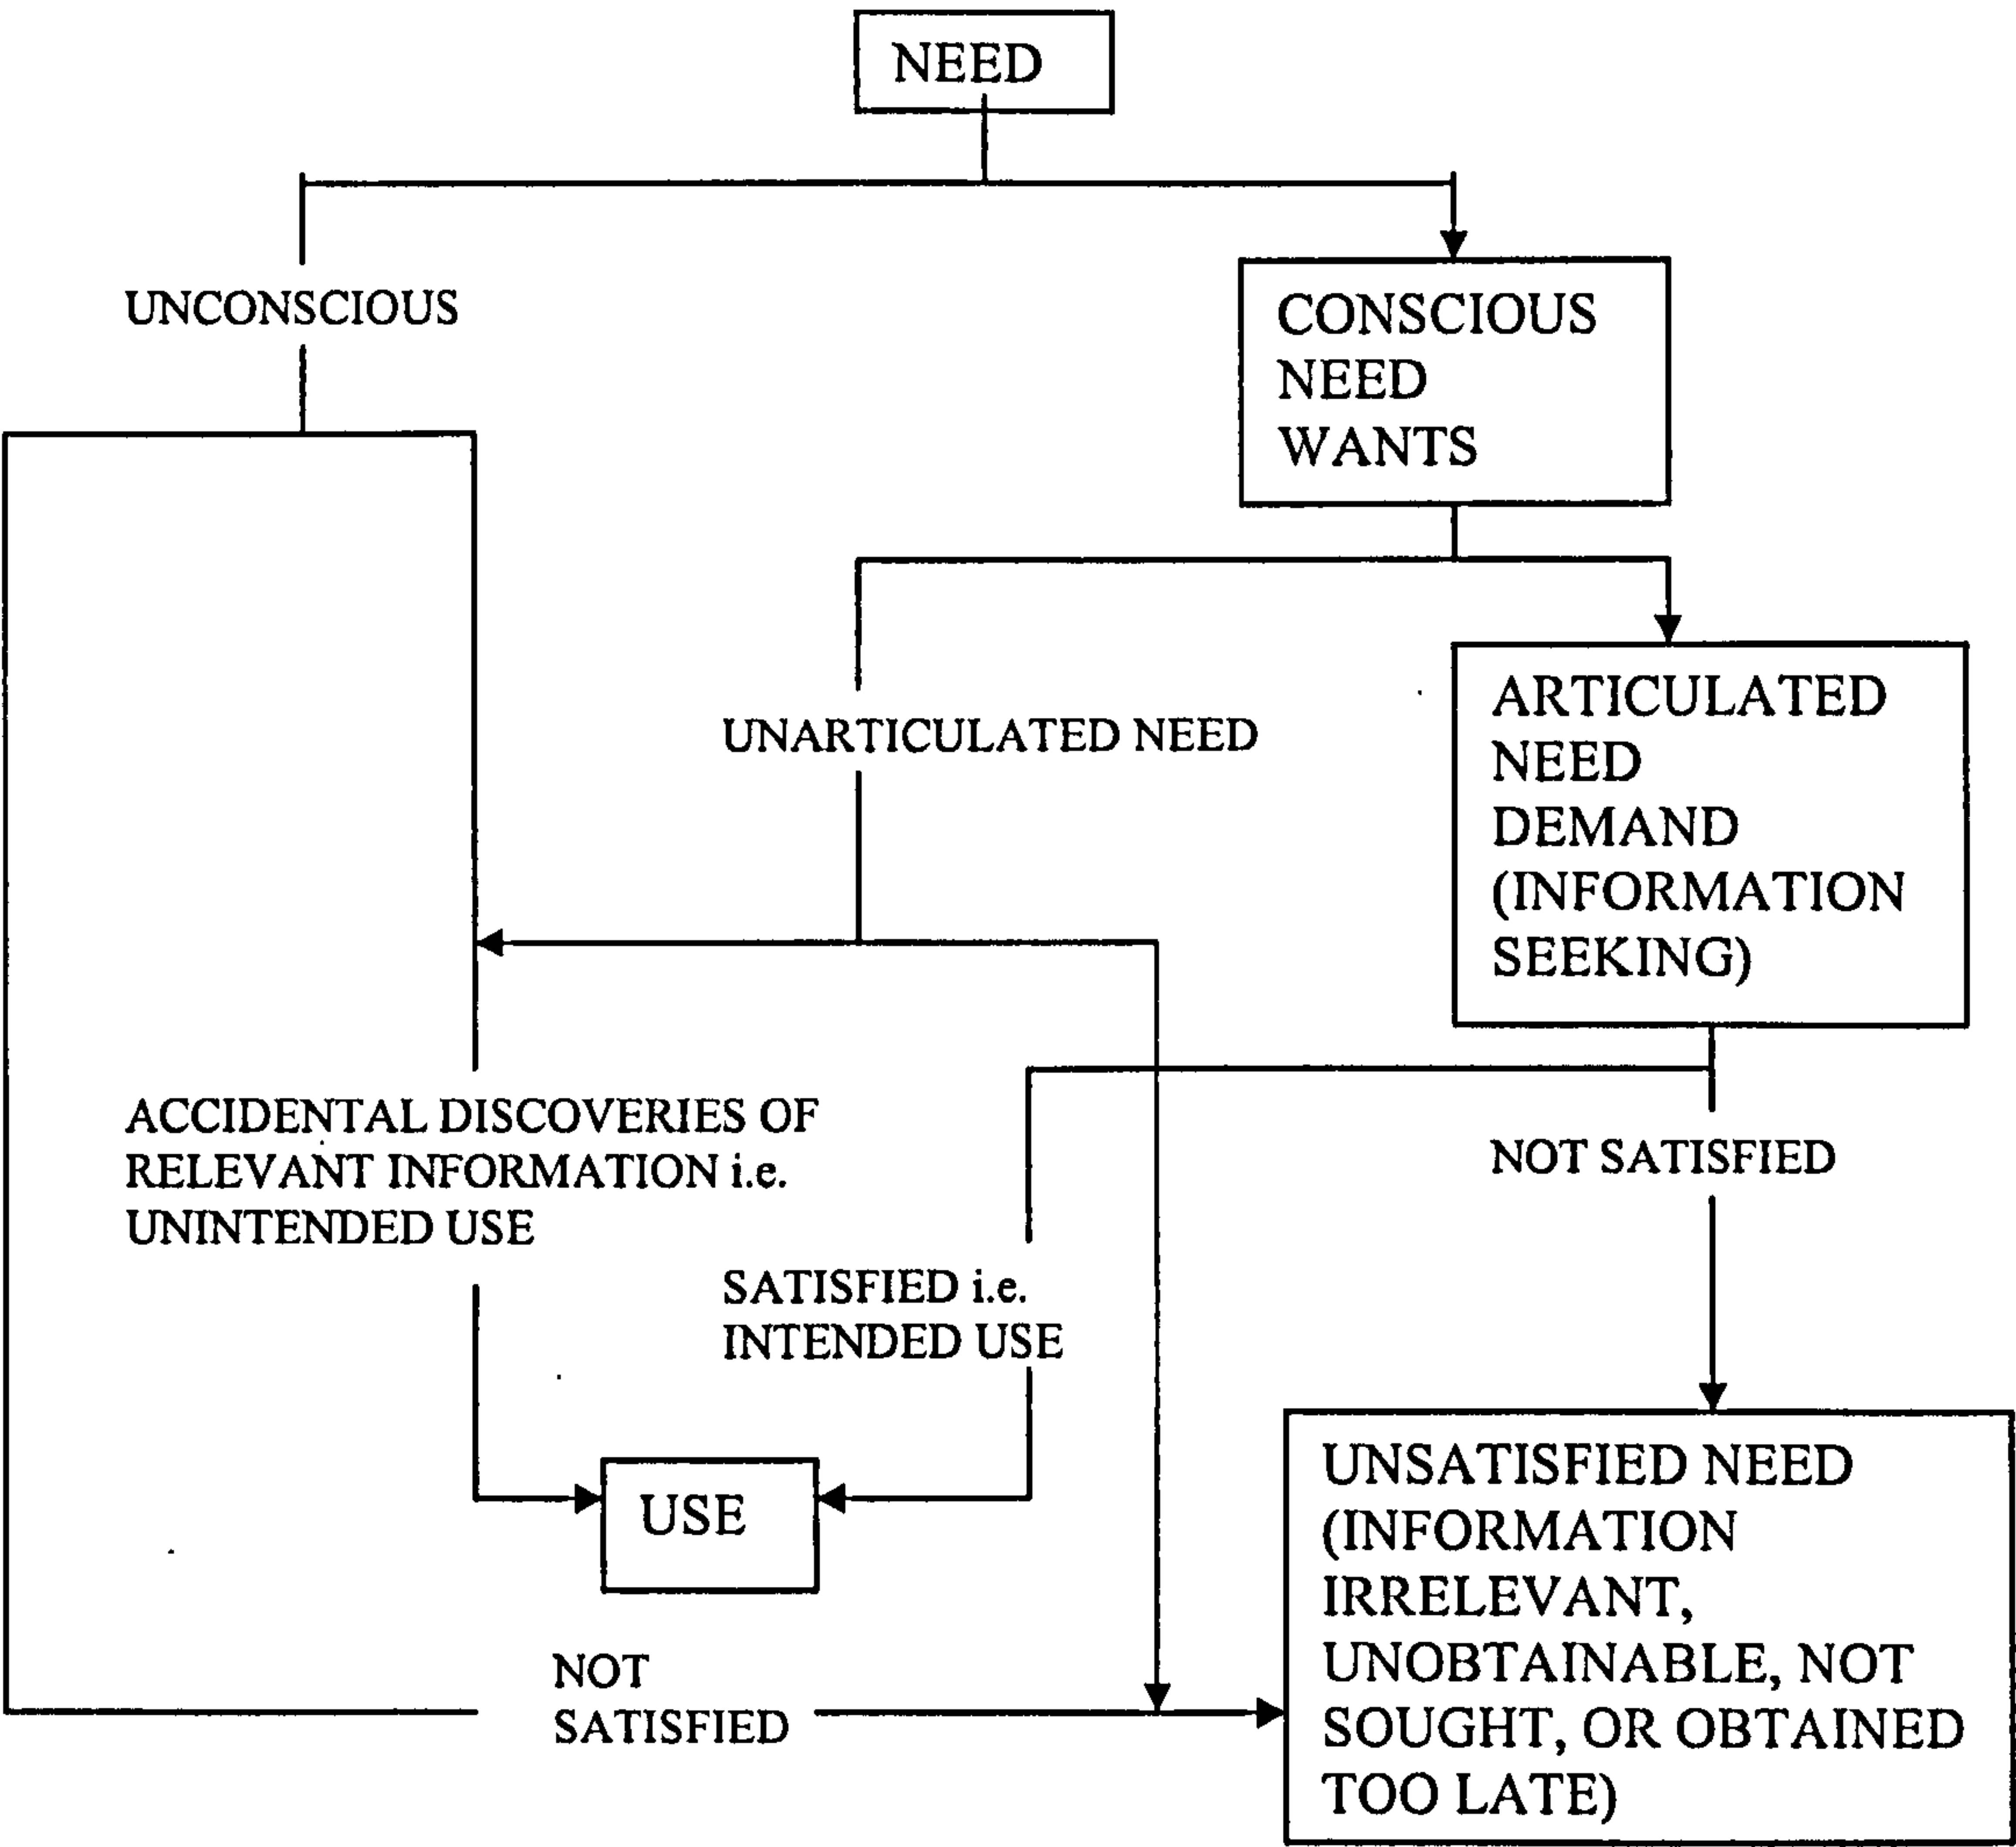 NEED
UNCONSCIOUS
CONSCIOUS
NEED
WANTS
UNARTICULATED NEED
ARTICULATED
NEED
DEMAND
(INFORMATION
SEEKING)
ACCIDENTAL DISCOVERIES OF
RELEVANT INFORMATION i.e.
UNINTENDED USE
NOT SATISFIED
SATISFIED i.e.
INTENDED USE
USE
UNSATISFIED NEED
(INFORMATION
IRRELEVANT,
UNOBTAINABLE, NOT
SOUGHT, OR OBTAINED
TOO LATE)
NOT
SATISFIED